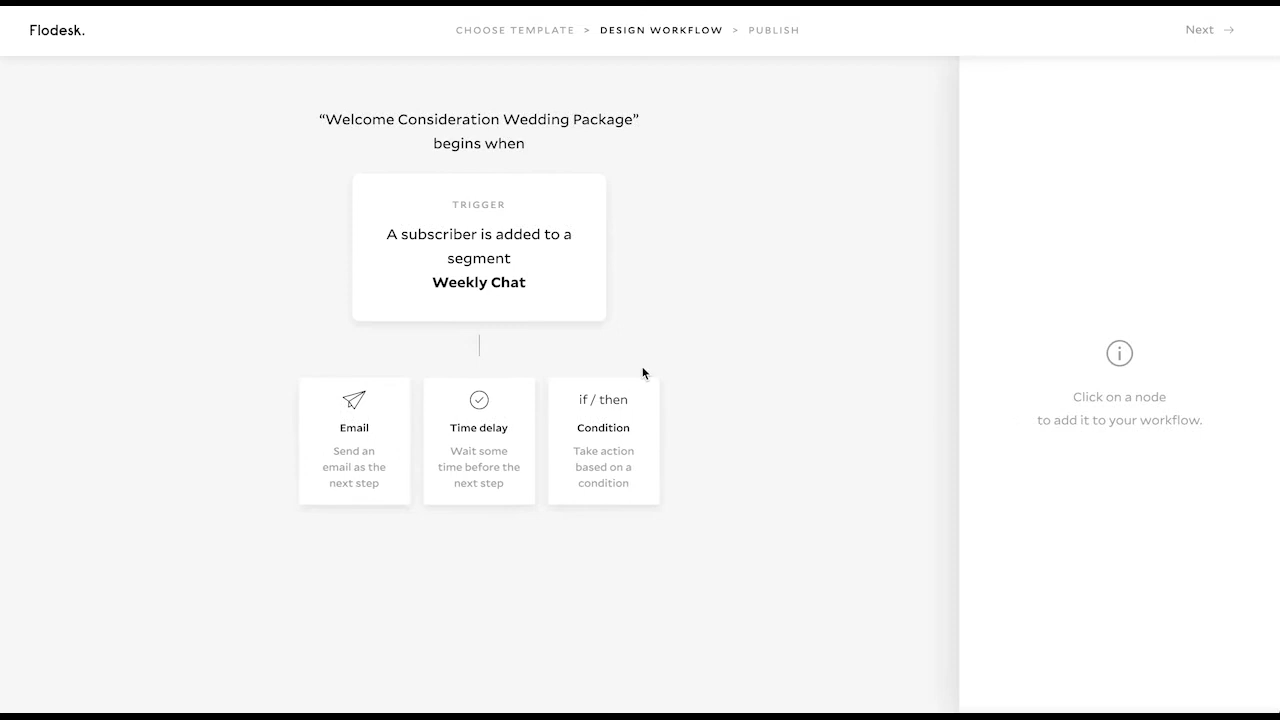 Flodesk.
CHOOSE TEMPLATE > DESIGN WORKFLOW > PUBLISH
Next →
“Welcome Consideration Wedding Package”
begins when
TRIGGER
A subscriber is added to a
segment
Weekly Chat
Email
Send an
email as the
next step
Time delay
Wait some
time before the
next step
if / then
Condition
Take action
based on a
condition
Click on a node
to add it to your workflow.